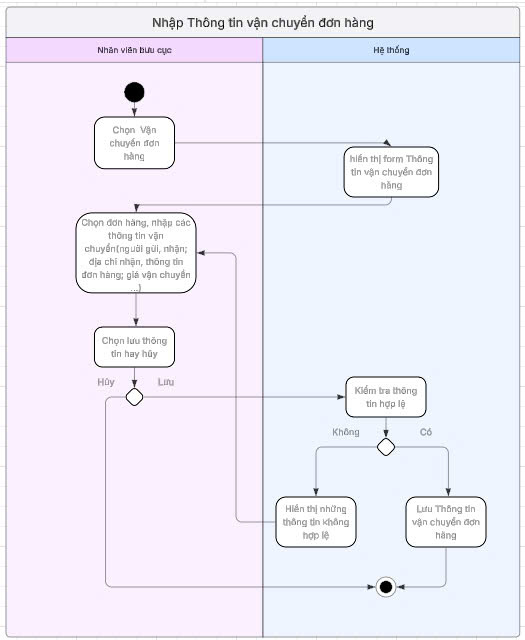 Nhập Thông tin vận chuyển đơn hàng
Nhân viên bưu cục
Hệ thống
Chọn Vận
chuyển đơn
hàng
hiển thị form Thông
tin vận chuyển đơn
hàng
Chọn đơn hàng, nhập các
thông tin vận
chuyển(người gửi, nhận;
địa chỉ nhận, thông tin
đơn hàng; giá vận chuyển
...)
Chọn lưu thông
tin hay hủy
Hủy
Lưu
Kiểm tra thông
tin hợp lệ
Không
Có
Hiển thị những
thông tin không
hợp lệ
Lưu Thông tin
vận chuyển đơn
hàng